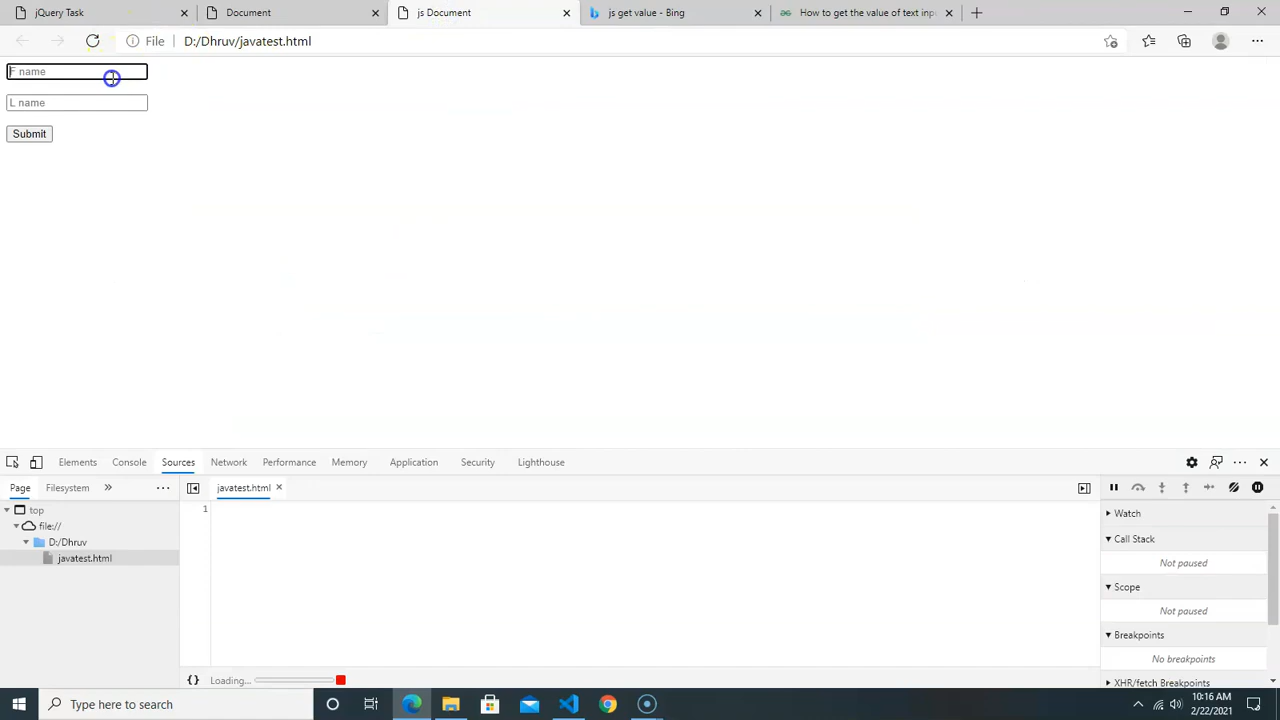 jQuery Task
Document
js Document
js get value - Bing
How to get the value of text inp
File
D:/Dhruv/javatest.html
F name
L name
Submit
Elements
Console
Sources
Network
Performance
Memory
Application
Security
Lighthouse
Page
Filesystem
javatest.html
top
file://
D:/Dhruv
javatest.html
1
Watch
Call Stack
Not paused
Scope
Not paused
Breakpoints
No breakpoints
XHR/fetch Breakpoints
{} Loading...
Type here to search
10:16 AM
2/22/2021